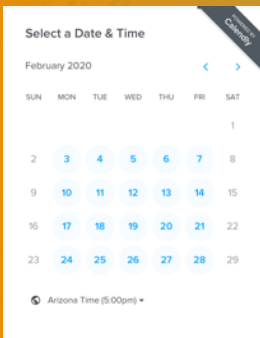 POWERED BY
Calendly
Select a Date & Time
February 2020 < >
SUN MON TUE WED THU FRI SAT
1
2 3 4 5 6 7 8
9 10 11 12 13 14 15
16 17 18 19 20 21 22
23 24 25 26 27 28 29
Arizona Time (5:00pm)